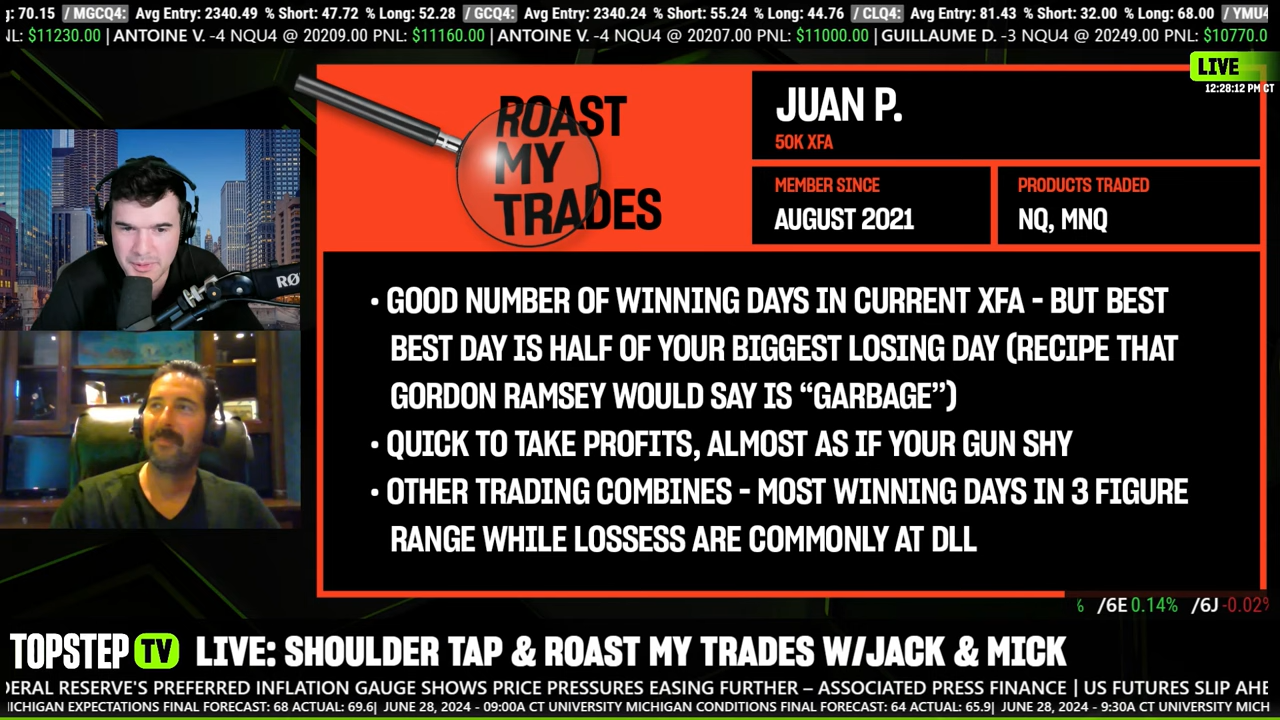 g: 70.15 / MGCQ4: Avg Entry: 2340.49 % Short: 47.72 % Long: 52.28 / GCQ4: Avg Entry: 2340.24 % Short: 55.24 % Long: 44.76 / CLQ4: Avg Entry: 81.43 % Short: 32.00 % Long: 68.00 / YMU4
NL: $11230.00 | ANTOINE V. -4 NQU4 @ 20209.00 PNL: $11160.00 | ANTOINE V. -4 NQU4 @ 20207.00 PNL: $11000.00 | GUILLAUME D. -3 NQU4 @ 20249.00 PNL: $10770.0
LIVE
12:28:12 PM CT
ROAST
MY
TRADES
JUAN P.
50K XFA
MEMBER SINCE
AUGUST 2021
PRODUCTS TRADED
NQ, MNQ
RØ
• GOOD NUMBER OF WINNING DAYS IN CURRENT XFA - BUT BEST
BEST DAY IS HALF OF YOUR BIGGEST LOSING DAY (RECIPE THAT
GORDON RAMSEY WOULD SAY IS “GARBAGE”)
• QUICK TO TAKE PROFITS, ALMOST AS IF YOUR GUN SHY
• OTHER TRADING COMBINES - MOST WINNING DAYS IN 3 FIGURE
RANGE WHILE LOSSESS ARE COMMONLY AT DLL
% /6E 0.14% /6J -0.02%
TOPSTEP TV LIVE: SHOULDER TAP & ROAST MY TRADES W/JACK & MICK
DERAL RESERVE'S PREFERRED INFLATION GAUGE SHOWS PRICE PRESSURES EASING FURTHER – ASSOCIATED PRESS FINANCE | US FUTURES SLIP AHE
MICHIGAN EXPECTATIONS FINAL FORECAST: 68 ACTUAL: 69.6| JUNE 28, 2024 - 09:00A CT UNIVERSITY MICHIGAN CONDITIONS FINAL FORECAST: 64 ACTUAL: 65.9| JUNE 28, 2024 - 9:30A CT UNIVERSITY MICH